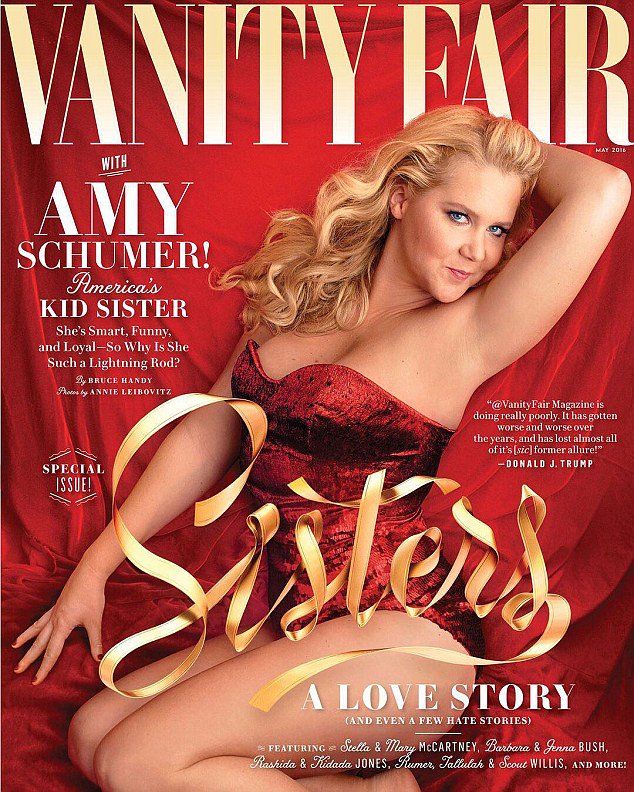 VANITY FAIR
MAY 2016
WITH
AMY
SCHUMER!
America's
KID SISTER
She's Smart, Funny,
and Loyal—So Why Is She
Such a Lightning Rod?
By BRUCE HANDY
Photos by ANNIE LEIBOVITZ
"@VanityFair Magazine is
doing really poorly. It has gotten
worse and worse over
the years, and has lost almost all
of it's [sic] former allure!"
—DONALD J. TRUMP
SPECIAL
ISSUE!
Sisters
A LOVE STORY
(AND EVEN A FEW HATE STORIES)
FEATURING Stella & Mary McCARTNEY, Barbara & Jenna BUSH,
Rashida & Kidada JONES, Rumer, Tallulah & Scout WILLIS, AND MORE!